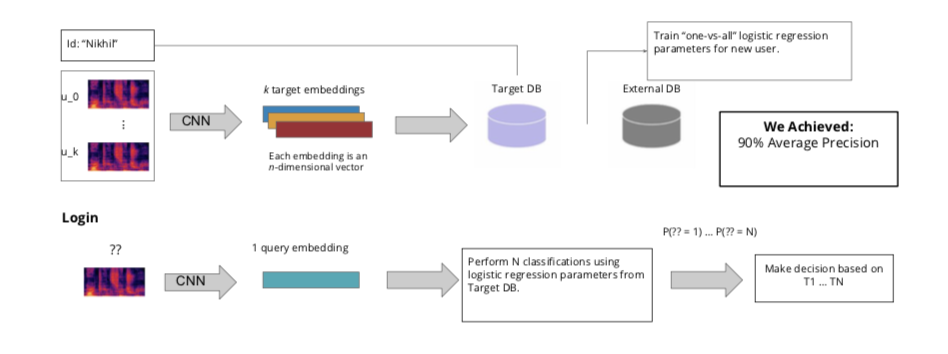 Id: “Nikhil”
Train “one-vs-all” logistic regression
parameters for new user.
u_0
⋮
u_k
CNN
k target embeddings
Each embedding is an
n-dimensional vector
Target DB
External DB
We Achieved:
90% Average Precision
Login
??
CNN
1 query embedding
Perform N classifications using
logistic regression parameters from
Target DB.
P(?? = 1) ... P(?? = N)
Make decision based on
T1 ... TN